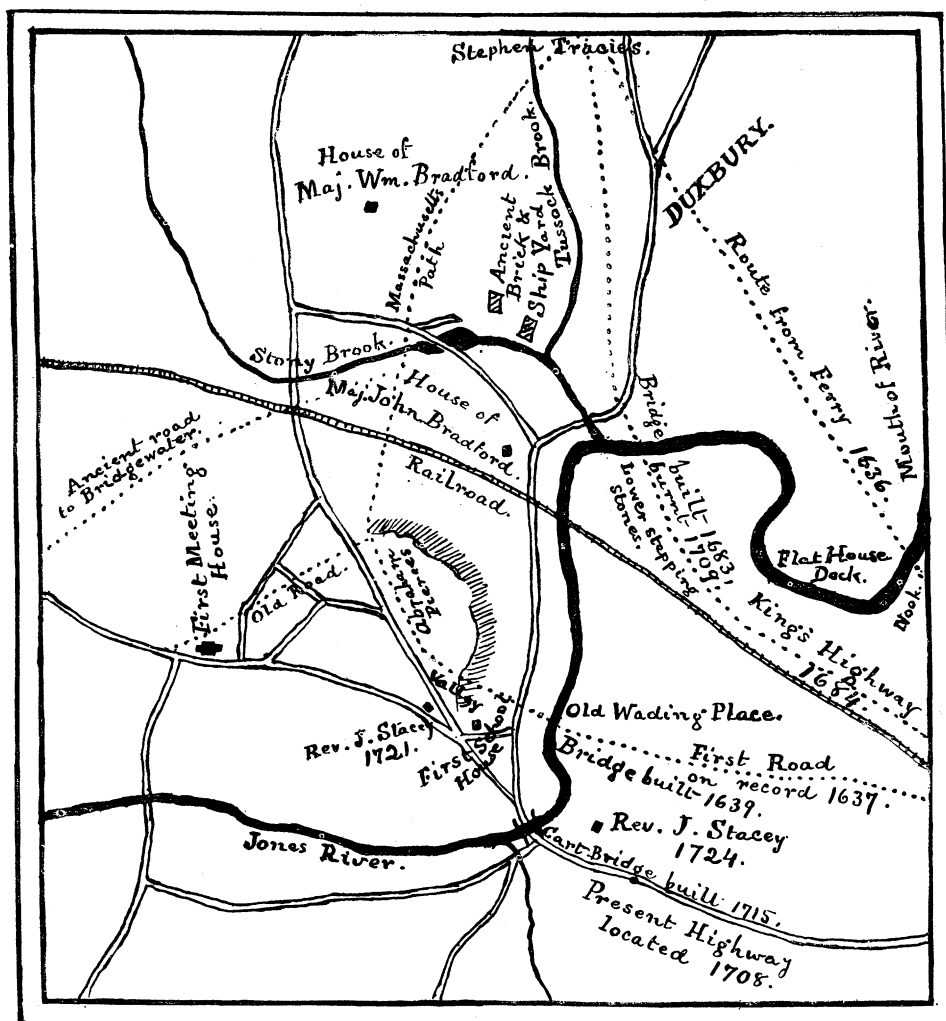 Stephen Tracies.
House of
Maj. Wm. Bradford.
DUXBURY.
Massachusetts
Path
Ancient
Brick &
Ship Yard
Tussock Brook.
Route from Ferry 1636.
Mouth of River.
Stony Brook.
House of
Maj. John Bradford
Railroad.
Ancient road
to Bridgewater.
First Meeting
House.
Old Road.
Abraham
Pierces
Valley
Bridge
built 1683,
burnt 1709.
Lower stepping
stones.
Flat House
Dock.
Nook.
King's Highway
1684.
Old Wading Place.
First Road
on record 1637.
Rev. J. Stacey
1721.
First School
House
Bridge built 1639.
Rev. J. Stacey
1724.
Jones River.
Cart Bridge built 1715.
Present Highway
located 1708.